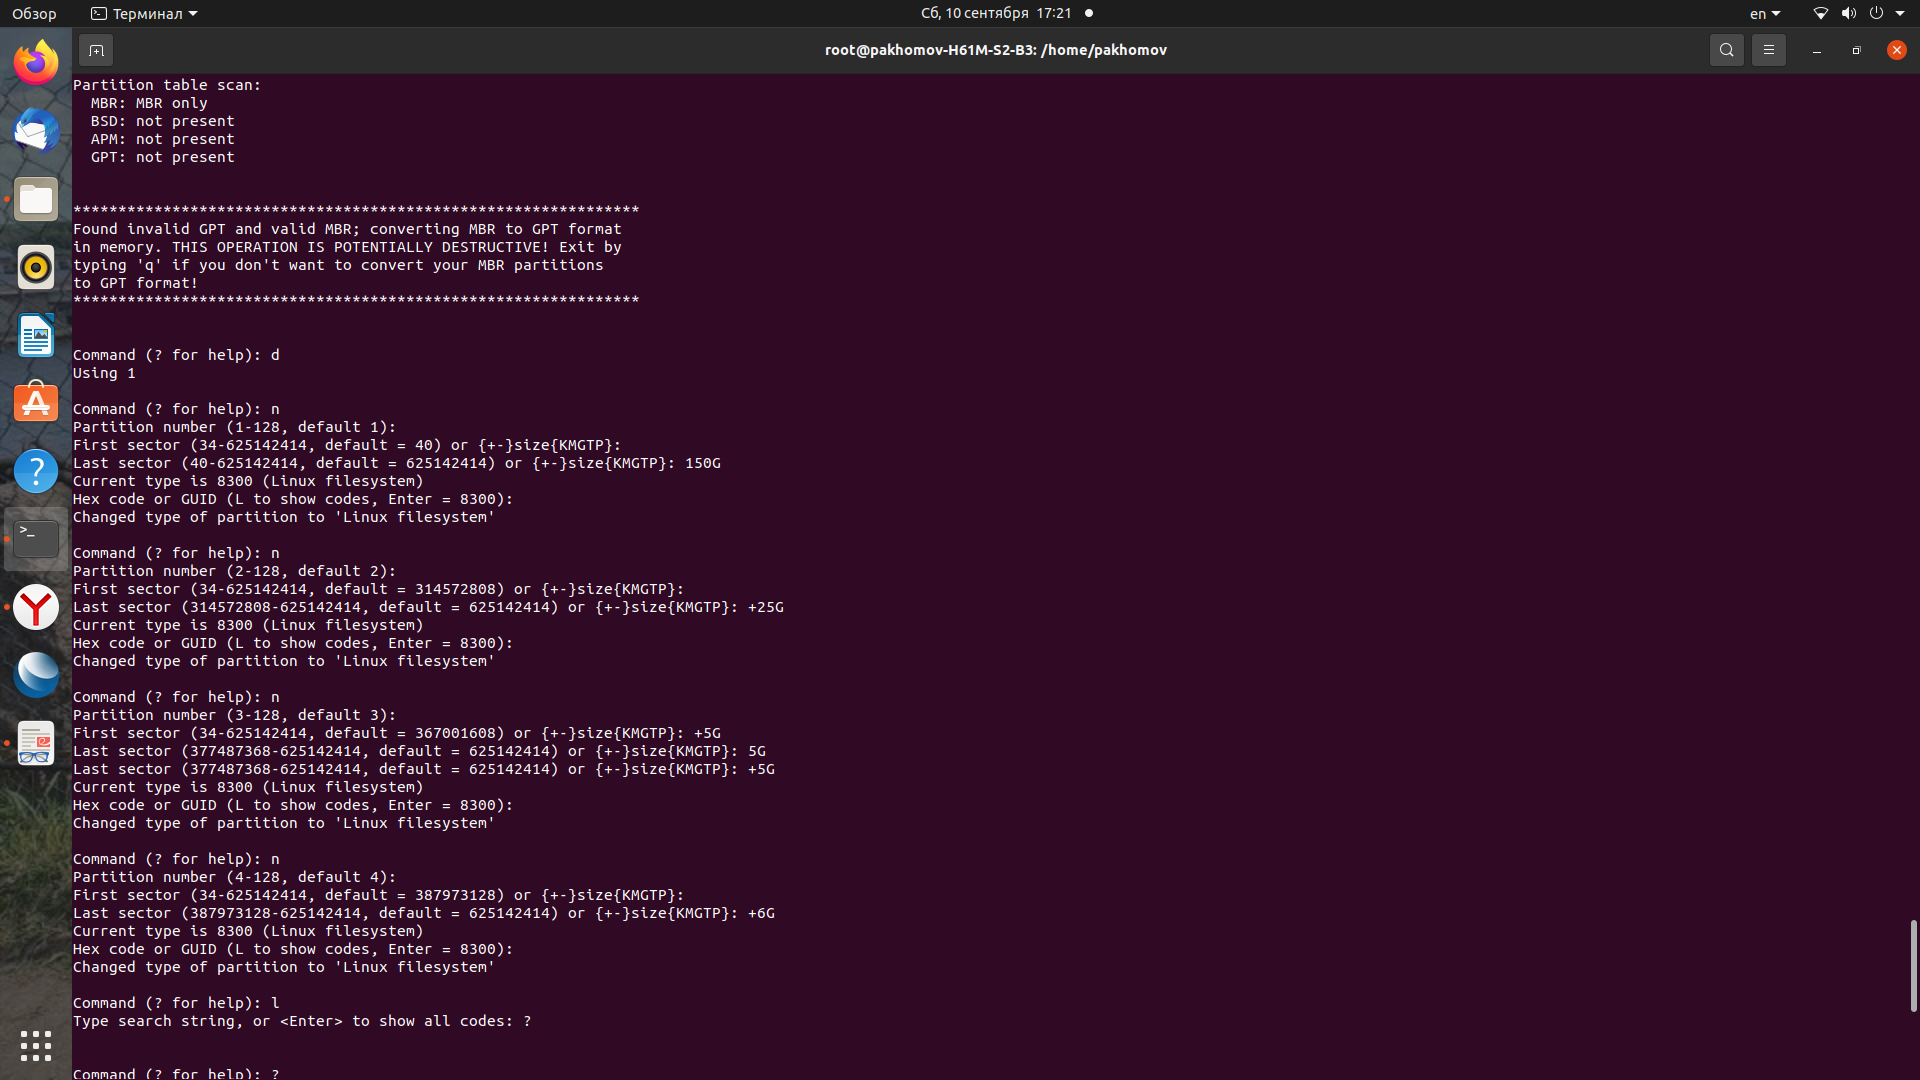 Обзор
Терминал
Сб, 10 сентября 17:21
en
root@pakhomov-H61M-S2-B3: /home/pakhomov
Partition table scan:
  MBR: MBR only
  BSD: not present
  APM: not present
  GPT: not present
***************************************************************
Found invalid GPT and valid MBR; converting MBR to GPT format
in memory. THIS OPERATION IS POTENTIALLY DESTRUCTIVE! Exit by
typing 'q' if you don't want to convert your MBR partitions
to GPT format!
***************************************************************
Command (? for help): d
Using 1
Command (? for help): n
Partition number (1-128, default 1):
First sector (34-625142414, default = 40) or {+-}size{KMGTP}:
Last sector (40-625142414, default = 625142414) or {+-}size{KMGTP}: 150G
Current type is 8300 (Linux filesystem)
Hex code or GUID (L to show codes, Enter = 8300):
Changed type of partition to 'Linux filesystem'
Command (? for help): n
Partition number (2-128, default 2):
First sector (34-625142414, default = 314572808) or {+-}size{KMGTP}:
Last sector (314572808-625142414, default = 625142414) or {+-}size{KMGTP}: +25G
Current type is 8300 (Linux filesystem)
Hex code or GUID (L to show codes, Enter = 8300):
Changed type of partition to 'Linux filesystem'
Command (? for help): n
Partition number (3-128, default 3):
First sector (34-625142414, default = 367001608) or {+-}size{KMGTP}: +5G
Last sector (377487368-625142414, default = 625142414) or {+-}size{KMGTP}: 5G
Last sector (377487368-625142414, default = 625142414) or {+-}size{KMGTP}: +5G
Current type is 8300 (Linux filesystem)
Hex code or GUID (L to show codes, Enter = 8300):
Changed type of partition to 'Linux filesystem'
Command (? for help): n
Partition number (4-128, default 4):
First sector (34-625142414, default = 387973128) or {+-}size{KMGTP}:
Last sector (387973128-625142414, default = 625142414) or {+-}size{KMGTP}: +6G
Current type is 8300 (Linux filesystem)
Hex code or GUID (L to show codes, Enter = 8300):
Changed type of partition to 'Linux filesystem'
Command (? for help): l
Type search string, or <Enter> to show all codes: ?
Command (? for help): ?